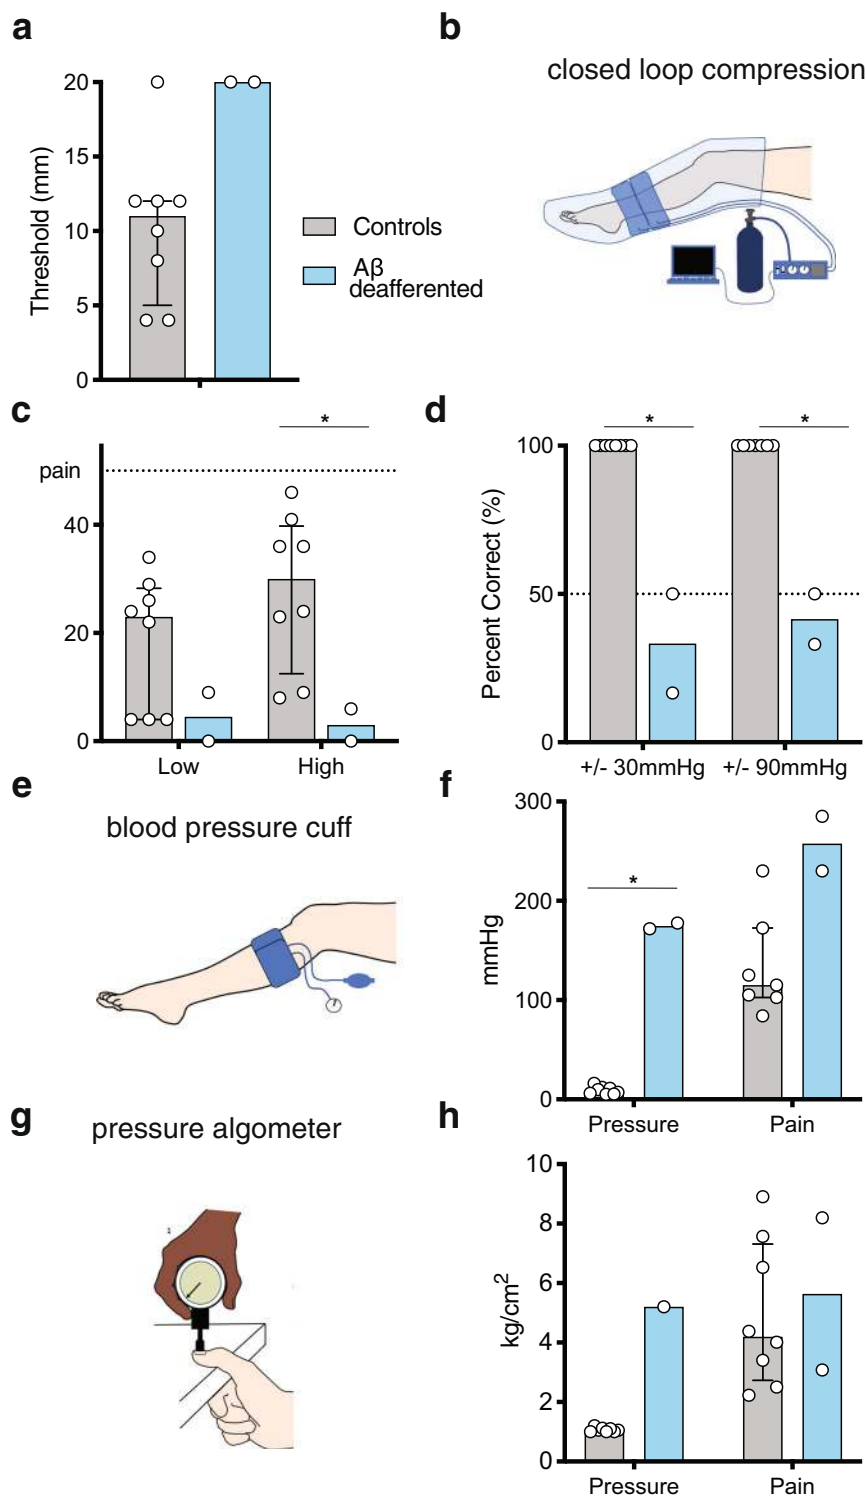 a
Threshold (mm)
20
15
10
5
0
Controls
Aβ
deafferented
b
closed loop compression
c
pain
40
20
0
*
Low
High
d
Percent Correct (%)
100
50
0
*
*
+/- 30mmHg
+/- 90mmHg
e
blood pressure cuff
f
mmHg
300
200
100
0
*
Pressure
Pain
g
pressure algometer
h
kg/cm²
10
8
6
4
2
0
Pressure
Pain